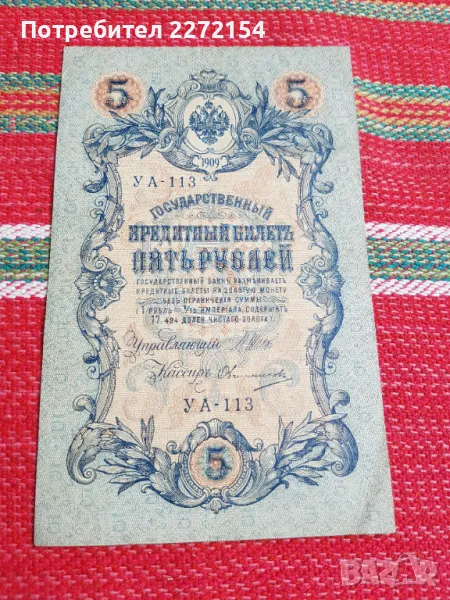 Потребител 2272154
5 5
1909
УА-113
ГОСУДАРСТВЕННЫЙ
КРЕДИТНЫЙ БИЛЕТЪ
ПЯТЬ РУБЛЕЙ
ГОСУДАРСТВЕННЫЙ БАНКЪ РАЗМѢНИВАЕТЪ
КРЕДИТНЫЕ БИЛЕТЫ НА ЗОЛОТУЮ МОНЕТУ
БЕЗЪ ОГРАНИЧЕНІЯ СУММЫ
(1 РУБЛЬ = 1/15 ИМПЕРІАЛА, СОДЕРЖИТЪ
17,424 ДОЛЕЙ ЧИСТАГО ЗОЛОТА)
Управляющій
Кассиръ
УА-113
5
BAZAR